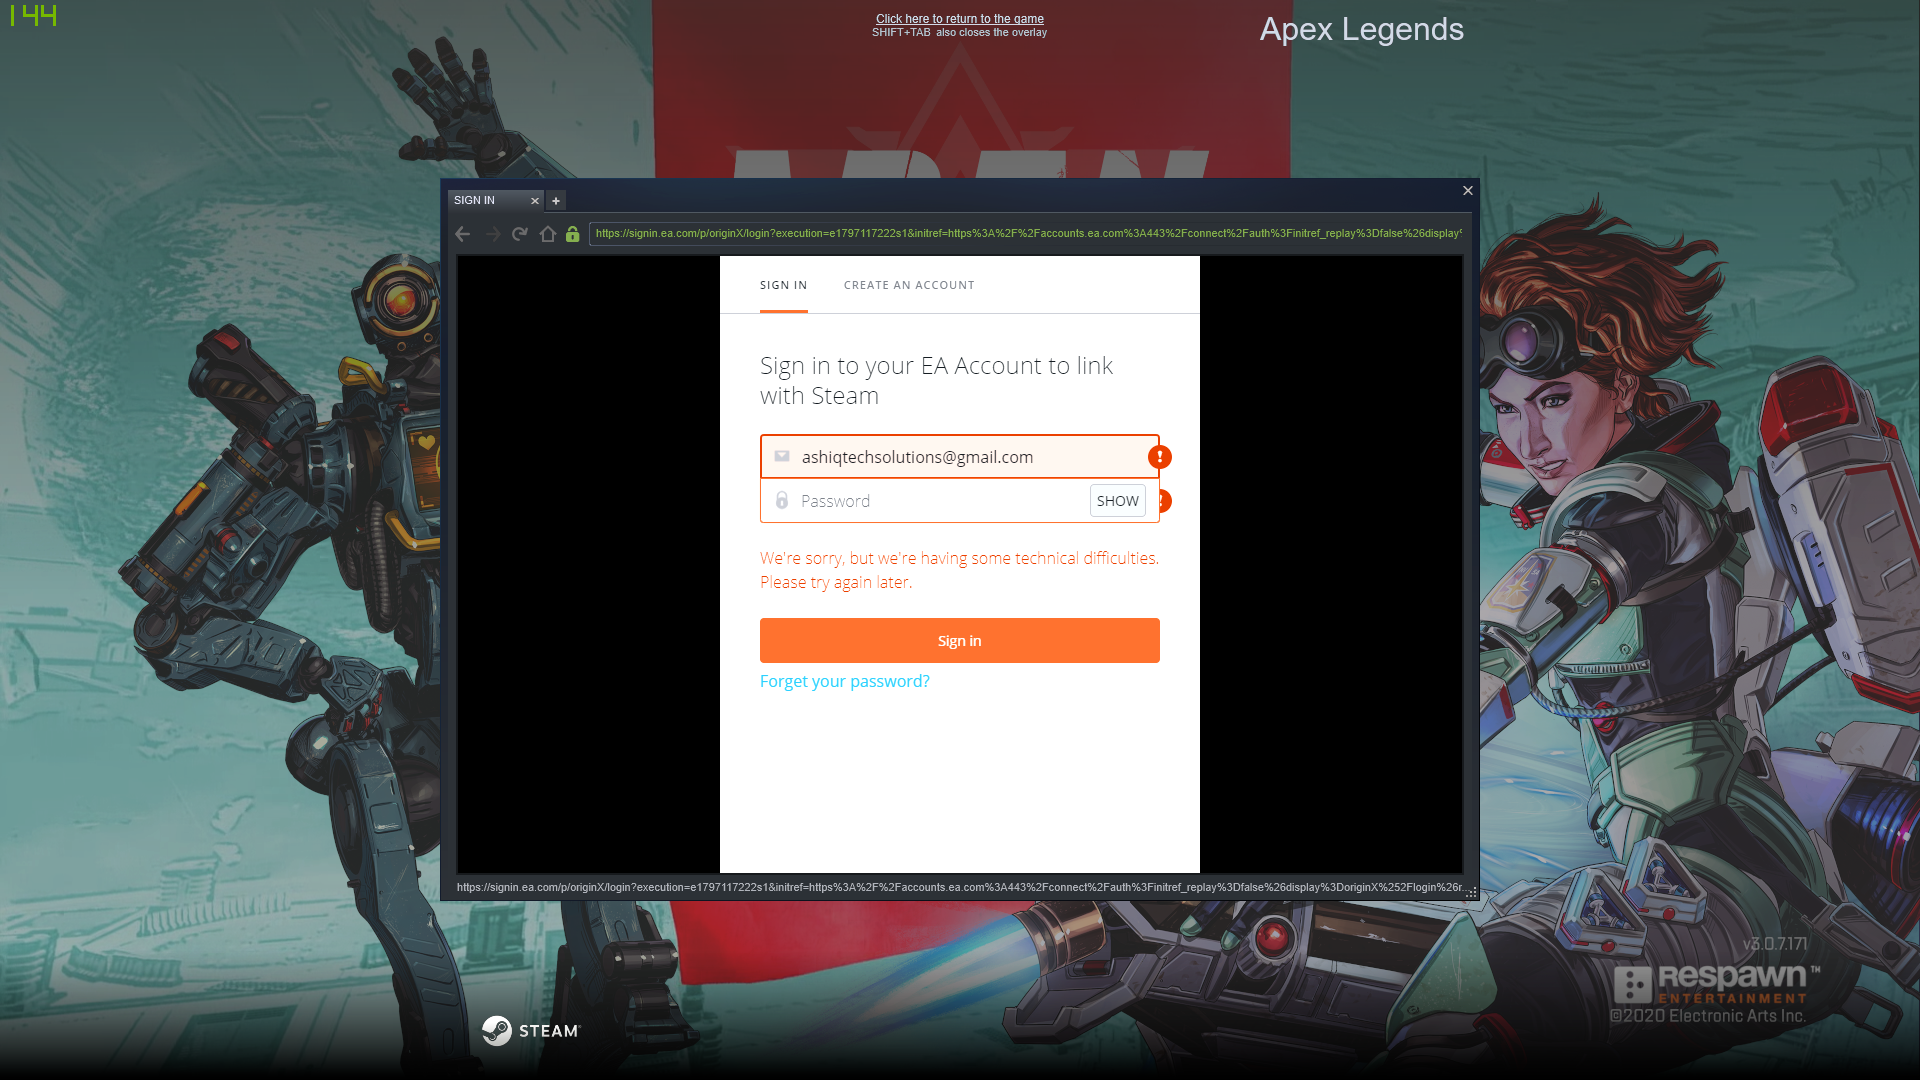 144
Click here to return to the game
SHIFT+TAB also closes the overlay
Apex Legends
SIGN IN
https://signin.ea.com/p/originX/login?execution=e1797117222s1&initref=https%3A%2F%2Faccounts.ea.com%3A443%2Fconnect%2Fauth%3Finitref_replay%3Dfalse%26display%
SIGN IN
CREATE AN ACCOUNT
Sign in to your EA Account to link
with Steam
ashiqtechsolutions@gmail.com
Password
SHOW
We're sorry, but we're having some technical difficulties.
Please try again later.
Sign in
Forget your password?
https://signin.ea.com/p/originX/login?execution=e1797117222s1&initref=https%3A%2F%2Faccounts.ea.com%3A443%2Fconnect%2Fauth%3Finitref_replay%3Dfalse%26display%3DoriginX%252Flogin%26r...
v3.0.7.171
Respawn™
ENTERTAINMENT
©2020 Electronic Arts Inc.
STEAM